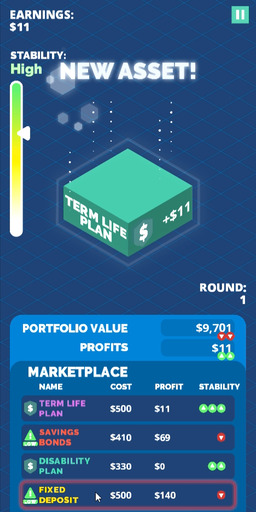 EARNINGS:
$11
STABILITY:
High
NEW ASSET!
TERM LIFE
PLAN
$
+$11
ROUND:
1
PORTFOLIO VALUE $9,701
PROFITS $11
MARKETPLACE
NAME COST PROFIT STABILITY
$ TERM LIFE
PLAN $500 $11
SAVINGS
BONDS $410 $69
$ DISABILITY
PLAN $330 $0
FIXED
DEPOSIT $500 $140